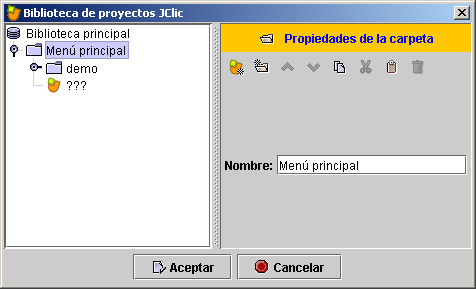 Biblioteca de proyectos JClic
Biblioteca principal
Menú principal
demo
???
Propiedades de la carpeta
Nombre: Menú principal
Aceptar
Cancelar